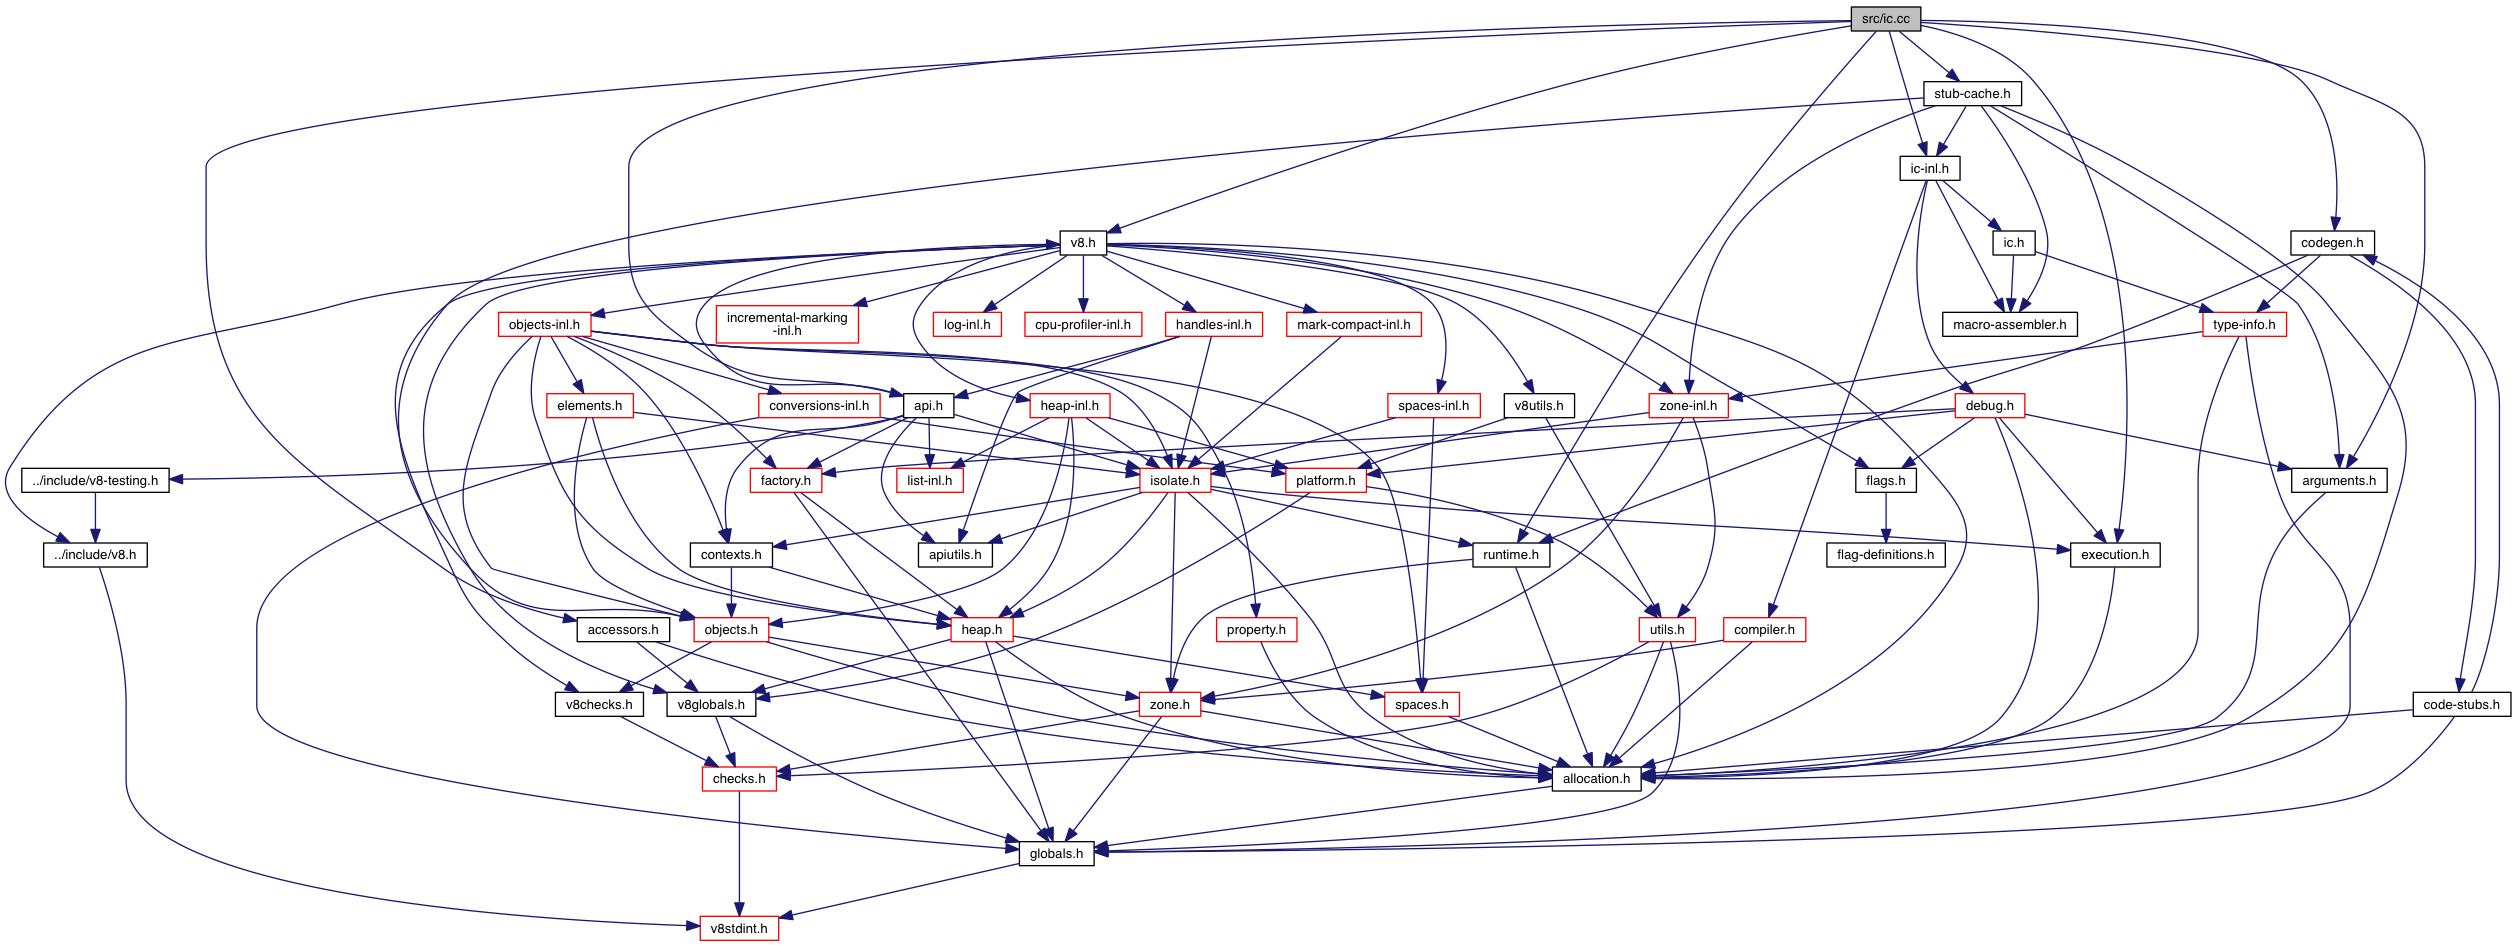 src/ic.cc
stub-cache.h
ic-inl.h
v8.h
ic.h
codegen.h
objects-inl.h
incremental-marking
-inl.h
log-inl.h
cpu-profiler-inl.h
handles-inl.h
mark-compact-inl.h
macro-assembler.h
type-info.h
elements.h
conversions-inl.h
api.h
heap-inl.h
spaces-inl.h
v8utils.h
zone-inl.h
debug.h
../include/v8-testing.h
factory.h
list-inl.h
isolate.h
platform.h
flags.h
arguments.h
../include/v8.h
contexts.h
apiutils.h
runtime.h
flag-definitions.h
execution.h
accessors.h
objects.h
heap.h
property.h
utils.h
compiler.h
v8checks.h
v8globals.h
zone.h
spaces.h
code-stubs.h
checks.h
allocation.h
globals.h
v8stdint.h